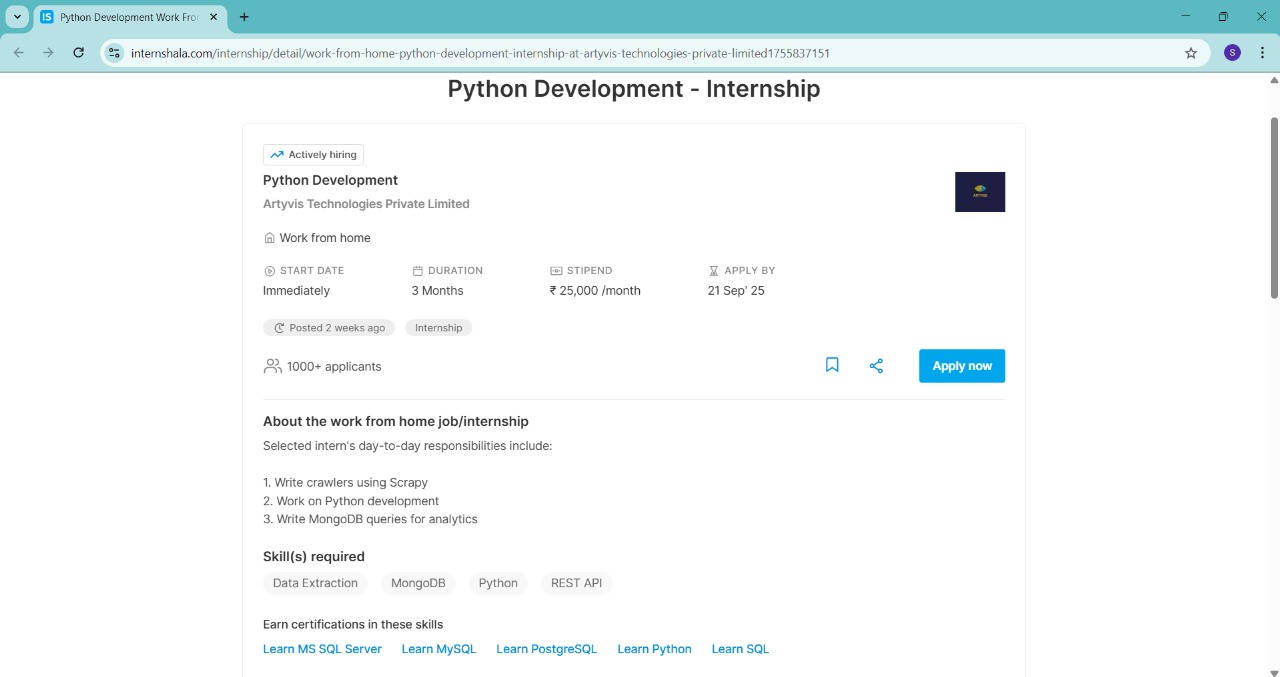 Python Development Work Fro
internshala.com/internship/detail/work-from-home-python-development-internship-at-artyvis-technologies-private-limited1755837151
S
Python Development - Internship
Actively hiring
Python Development
Artyvis Technologies Private Limited
Work from home
START DATE DURATION STIPEND APPLY BY
Immediately 3 Months ₹ 25,000 /month 21 Sep' 25
Posted 2 weeks ago Internship
1000+ applicants Apply now
About the work from home job/internship
Selected intern's day-to-day responsibilities include:
1. Write crawlers using Scrapy
2. Work on Python development
3. Write MongoDB queries for analytics
Skill(s) required
Data Extraction MongoDB Python REST API
Earn certifications in these skills
Learn MS SQL Server Learn MySQL Learn PostgreSQL Learn Python Learn SQL